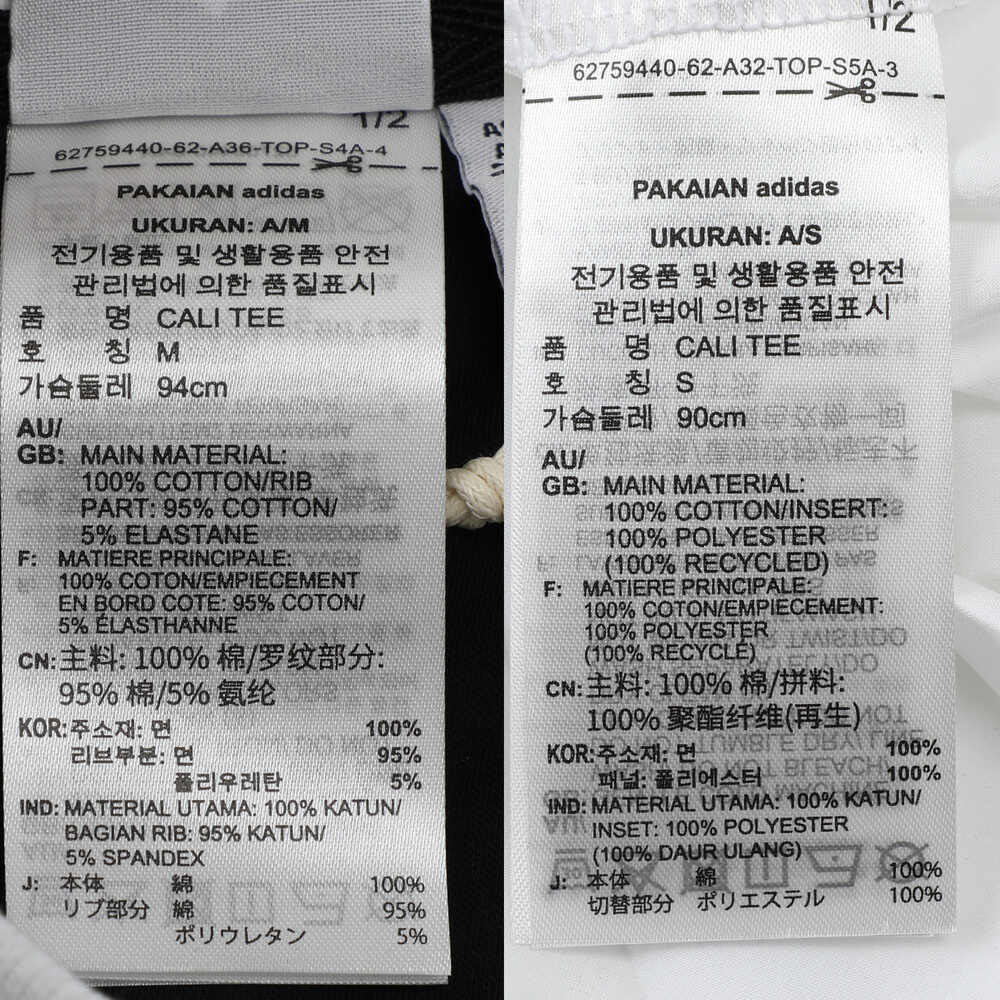 1/2
62759440-62-A36-TOP-S4A-4
PAKAIAN adidas
UKURAN: A/M
전기용품 및 생활용품 안전
관리법에 의한 품질표시
품 명 CALI TEE
호 칭 M
가슴둘레 94cm
AU/
GB: MAIN MATERIAL:
100% COTTON/RIB
PART: 95% COTTON/
5% ELASTANE
F: MATIERE PRINCIPALE:
100% COTON/EMPIECEMENT
EN BORD COTE: 95% COTON/
5% ÉLASTHANNE
CN: 主料: 100% 棉/罗纹部分:
95% 棉/5% 氨纶
KOR: 주소재: 면 100%
리브부분: 면 95%
폴리우레탄 5%
IND: MATERIAL UTAMA: 100% KATUN/
BAGIAN RIB: 95% KATUN/
5% SPANDEX
J: 本体 綿 100%
リブ部分 綿 95%
ポリウレタン 5%
1/2
62759440-62-A32-TOP-S5A-3
PAKAIAN adidas
UKURAN: A/S
전기용품 및 생활용품 안전
관리법에 의한 품질표시
품 명 CALI TEE
호 칭 S
가슴둘레 90cm
AU/
GB: MAIN MATERIAL:
100% COTTON/INSERT:
100% POLYESTER
(100% RECYCLED)
F: MATIERE PRINCIPALE:
100% COTON/EMPIECEMENT:
100% POLYESTER
(100% RECYCLÉ)
CN: 主料: 100% 棉/拼料:
100% 聚酯纤维(再生)
KOR: 주소재: 면 100%
패널: 폴리에스터 100%
IND: MATERIAL UTAMA: 100% KATUN/
INSET: 100% POLYESTER
(100% DAUR ULANG)
J: 本体 綿 100%
切替部分 ポリエステル 100%